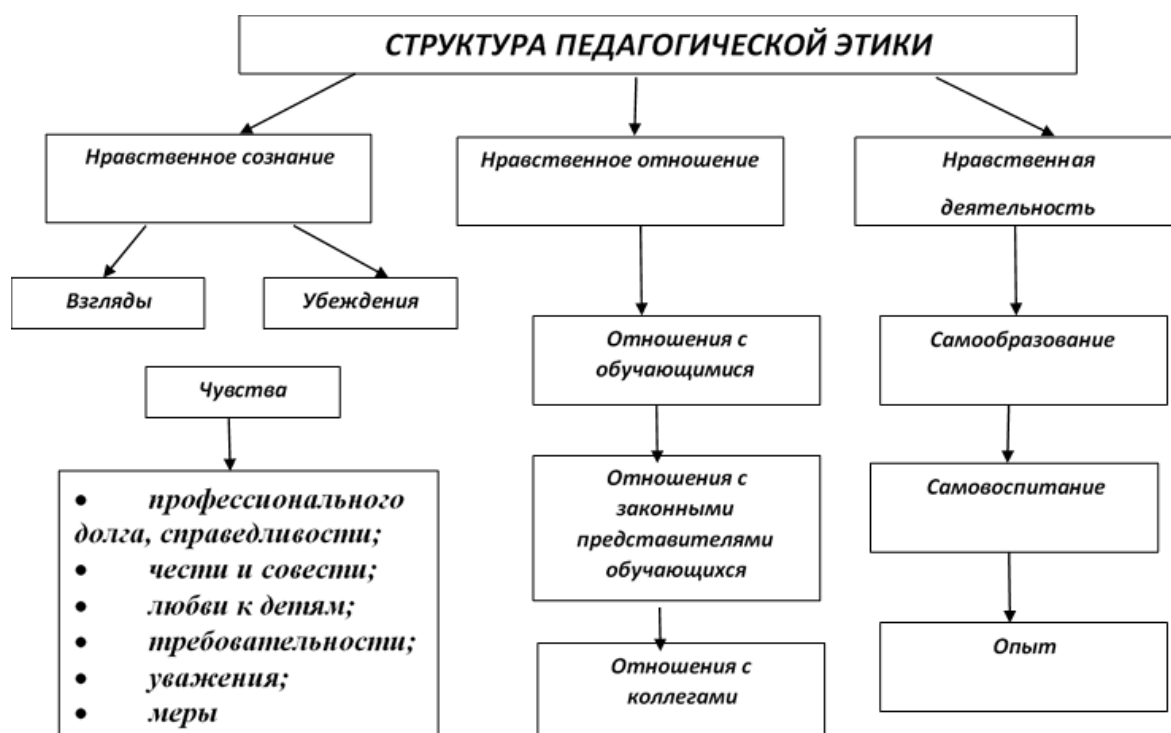 СТРУКТУРА ПЕДАГОГИЧЕСКОЙ ЭТИКИ
Нравственное сознание
Взгляды
Убеждения
Чувства
• профессионального
долга, справедливости;
• чести и совести;
• любви к детям;
• требовательности;
• уважения;
• меры
Нравственное отношение
Отношения с
обучающимися
Отношения с
законными
представителями
обучающихся
Отношения с
коллегами
Нравственная
деятельность
Самообразование
Самовоспитание
Опыт